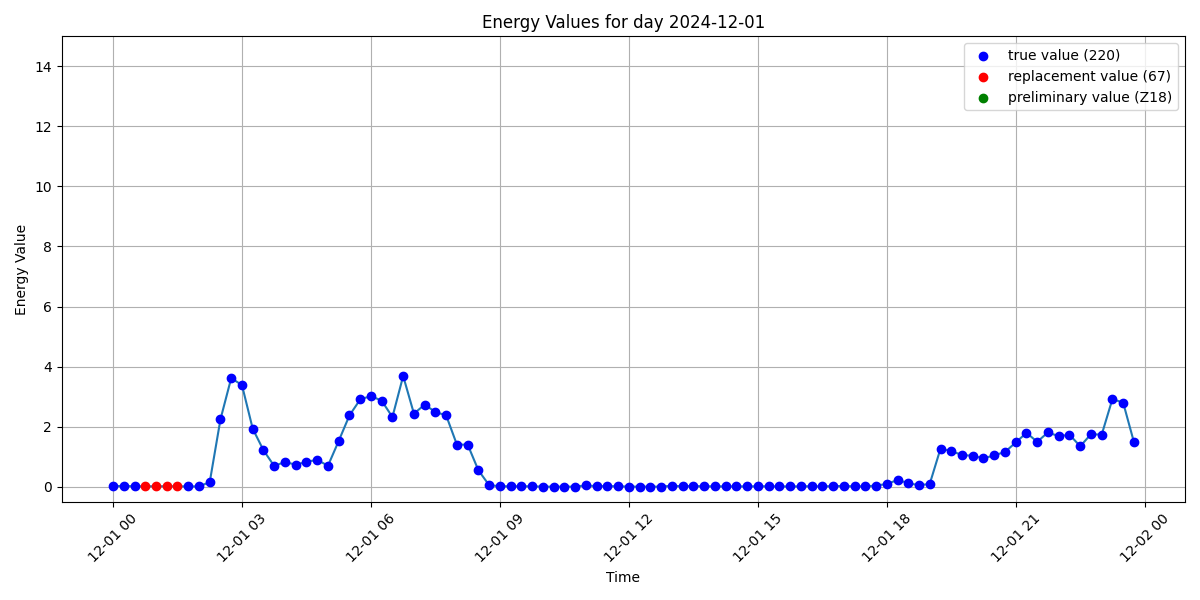 Energy Values for day 2024-12-01
true value (220)
replacement value (67)
preliminary value (Z18)
Energy Value
14
12
10
8
6
4
2
0
12-01 00
12-01 03
12-01 06
12-01 09
12-01 12
12-01 15
12-01 18
12-01 21
12-02 00
Time